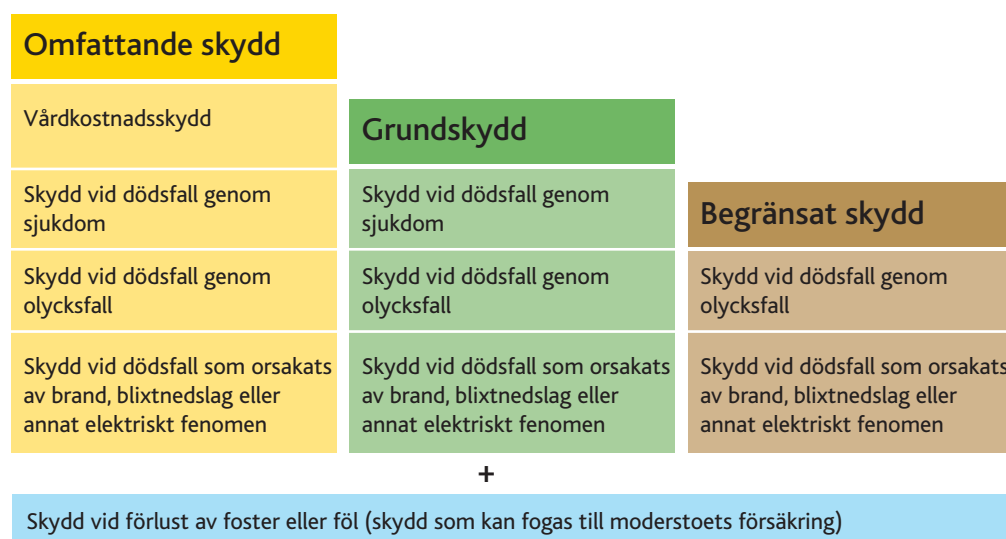 Omfattande skydd
Vårdkostnadsskydd
Skydd vid dödsfall genom
sjukdom
Skydd vid dödsfall genom
olycksfall
Skydd vid dödsfall som orsakats
av brand, blixtnedslag eller
annat elektriskt fenomen
Grundskydd
Skydd vid dödsfall genom
sjukdom
Skydd vid dödsfall genom
olycksfall
Skydd vid dödsfall som orsakats
av brand, blixtnedslag eller
annat elektriskt fenomen
Begränsat skydd
Skydd vid dödsfall genom
olycksfall
Skydd vid dödsfall som orsakats
av brand, blixtnedslag eller
annat elektriskt fenomen
+
Skydd vid förlust av foster eller föl (skydd som kan fogas till moderstoets försäkring)